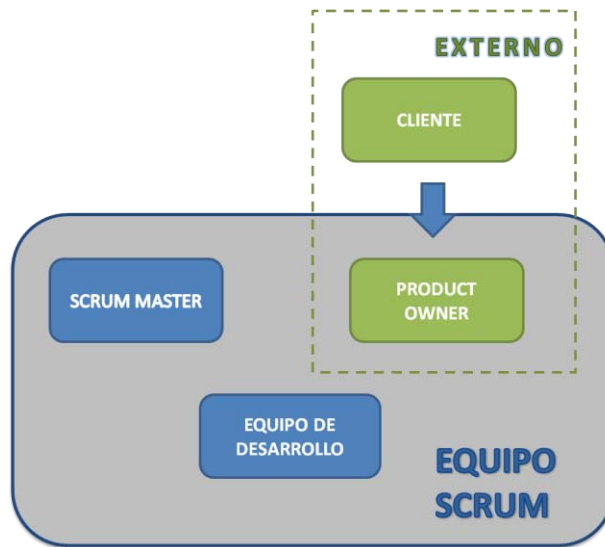 EXTERNO
CLIENTE
SCRUM MASTER
PRODUCT
OWNER
EQUIPO DE
DESARROLLO
EQUIPO
SCRUM